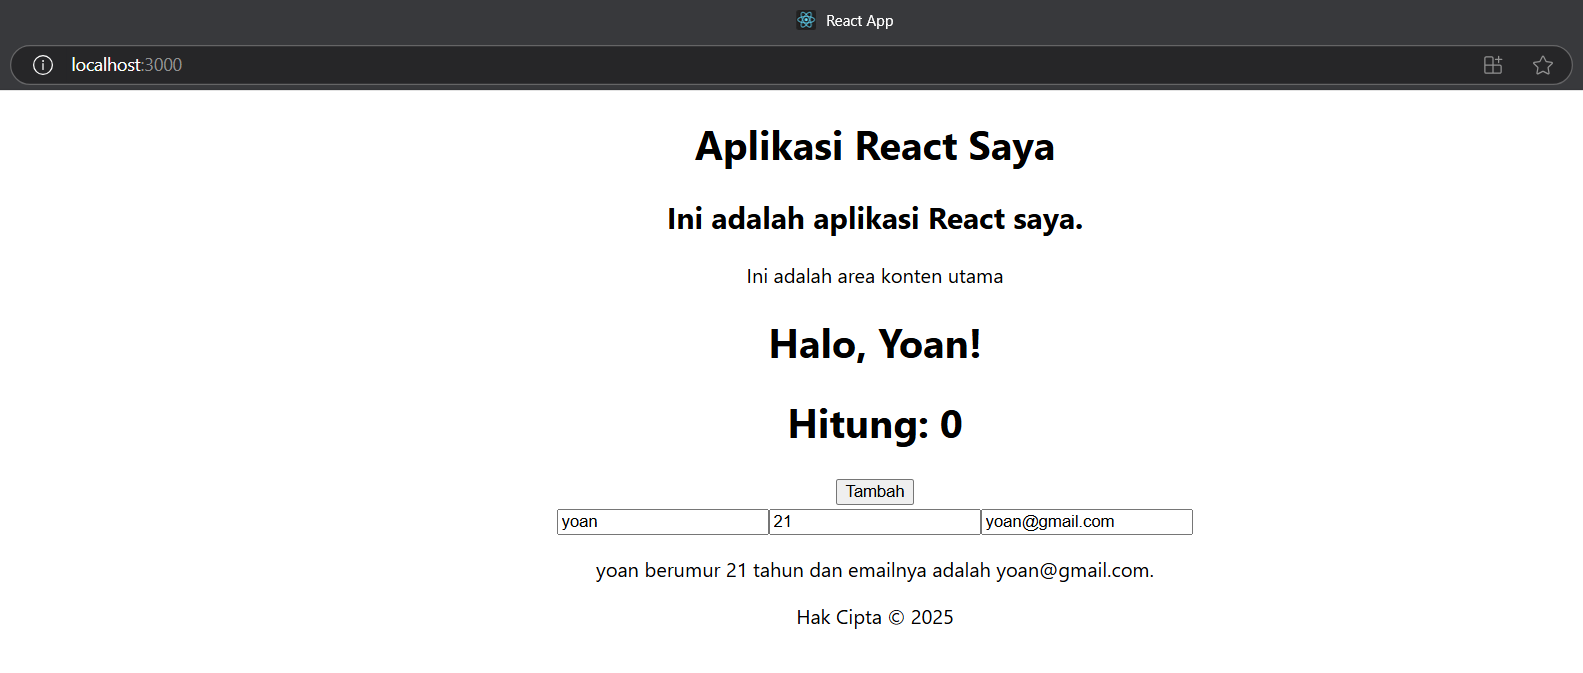 React App
localhost:3000
Aplikasi React Saya
Ini adalah aplikasi React saya.
Ini adalah area konten utama
Halo, Yoan!
Hitung: 0
Tambah
yoan 21 yoan@gmail.com
yoan berumur 21 tahun dan emailnya adalah yoan@gmail.com.
Hak Cipta © 2025